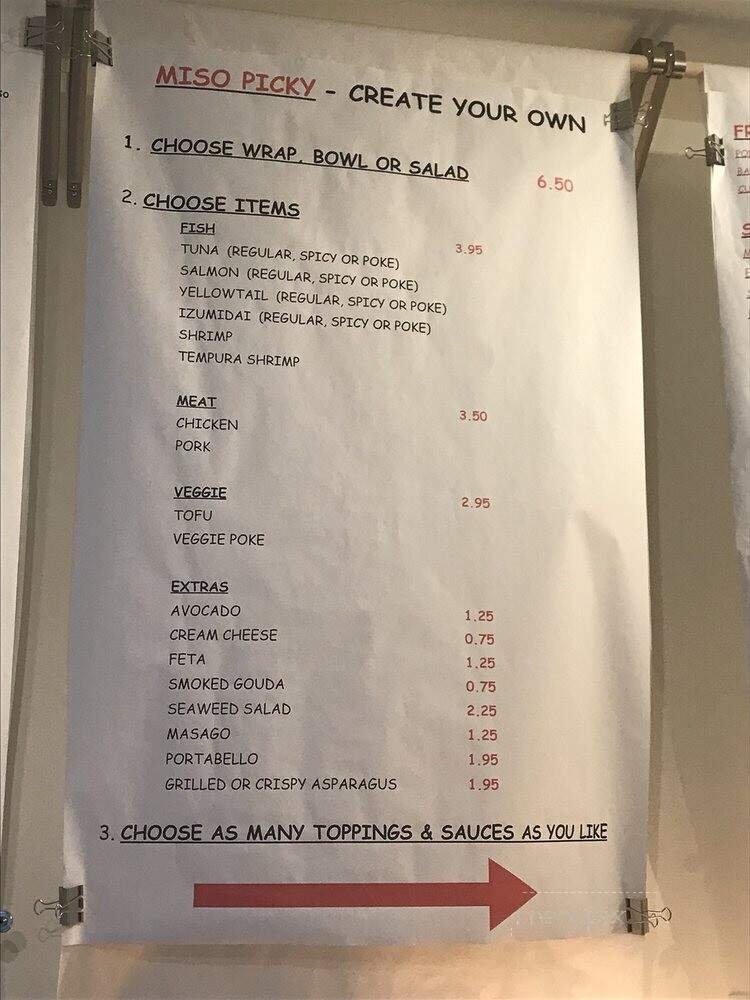 MISO PICKY - CREATE YOUR OWN
1. CHOOSE WRAP, BOWL OR SALAD 6.50
2. CHOOSE ITEMS
FISH
TUNA (REGULAR, SPICY OR POKE) 3.95
SALMON (REGULAR, SPICY OR POKE)
YELLOWTAIL (REGULAR, SPICY OR POKE)
IZUMIDAI (REGULAR, SPICY OR POKE)
SHRIMP
TEMPURA SHRIMP
MEAT 3.50
CHICKEN
PORK
VEGGIE 2.95
TOFU
VEGGIE POKE
EXTRAS
AVOCADO 1.25
CREAM CHEESE 0.75
FETA 1.25
SMOKED GOUDA 0.75
SEAWEED SALAD 2.25
MASAGO 1.25
PORTABELLO 1.95
GRILLED OR CRISPY ASPARAGUS 1.95
3. CHOOSE AS MANY TOPPINGS & SAUCES AS YOU LIKE